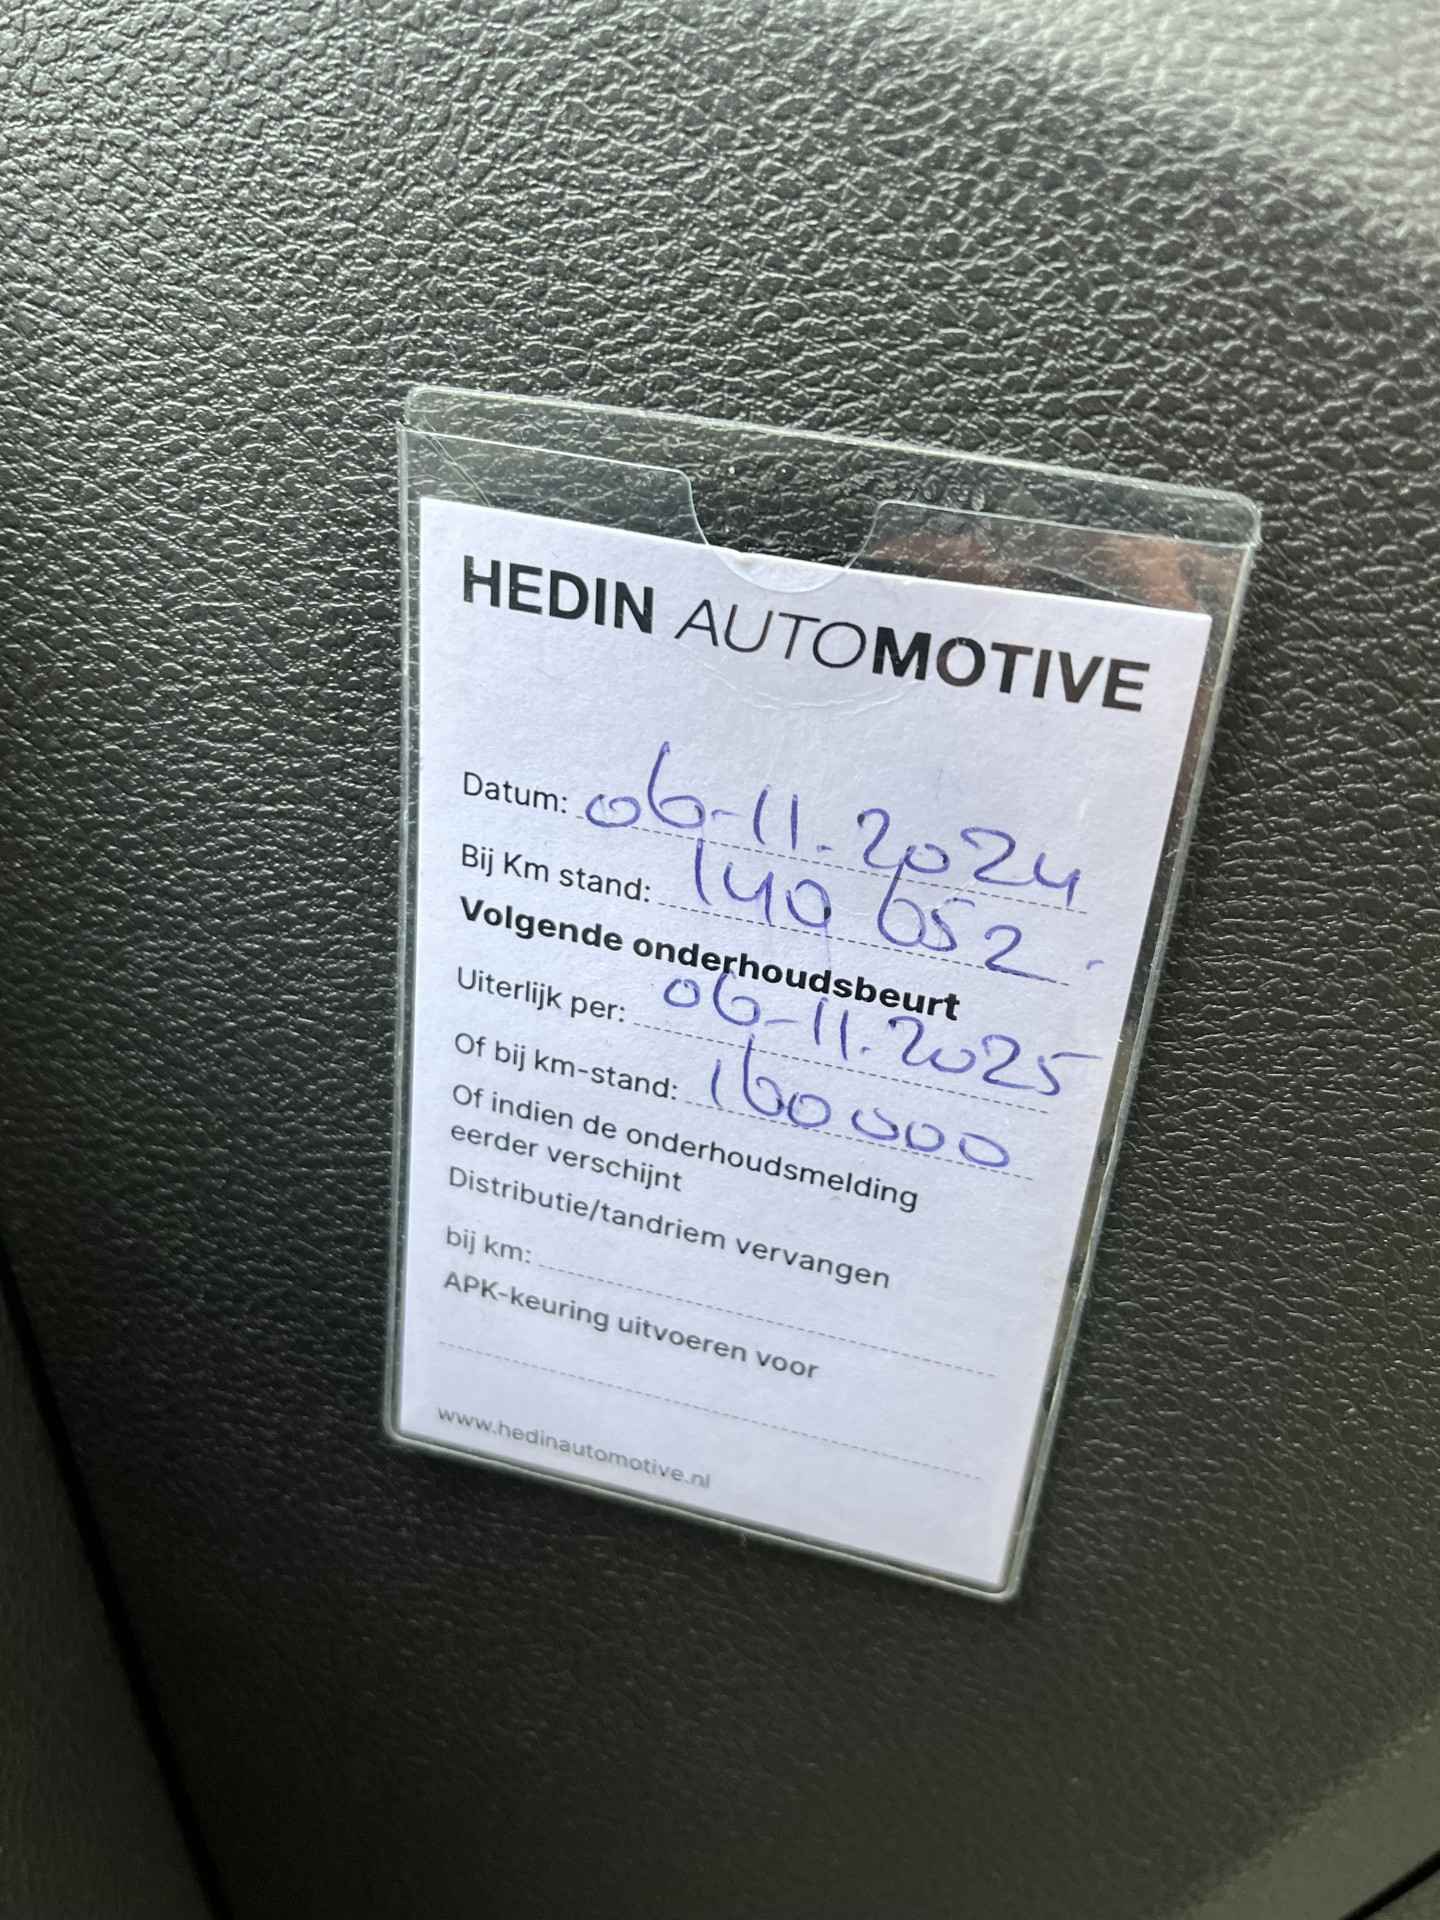 HEDIN AUTOMOTIVE
Datum: 06-11.2024
Bij Km stand: 140 652.-
Volgende onderhoudsbeurt
Uiterlijk per: 06-11.2025
Of bij km-stand: 160 000
Of indien de onderhoudsmelding
eerder verschijnt
Distributie/tandriem vervangen
bij km:
APK-keuring uitvoeren voor
www.hedinautomotive.nl